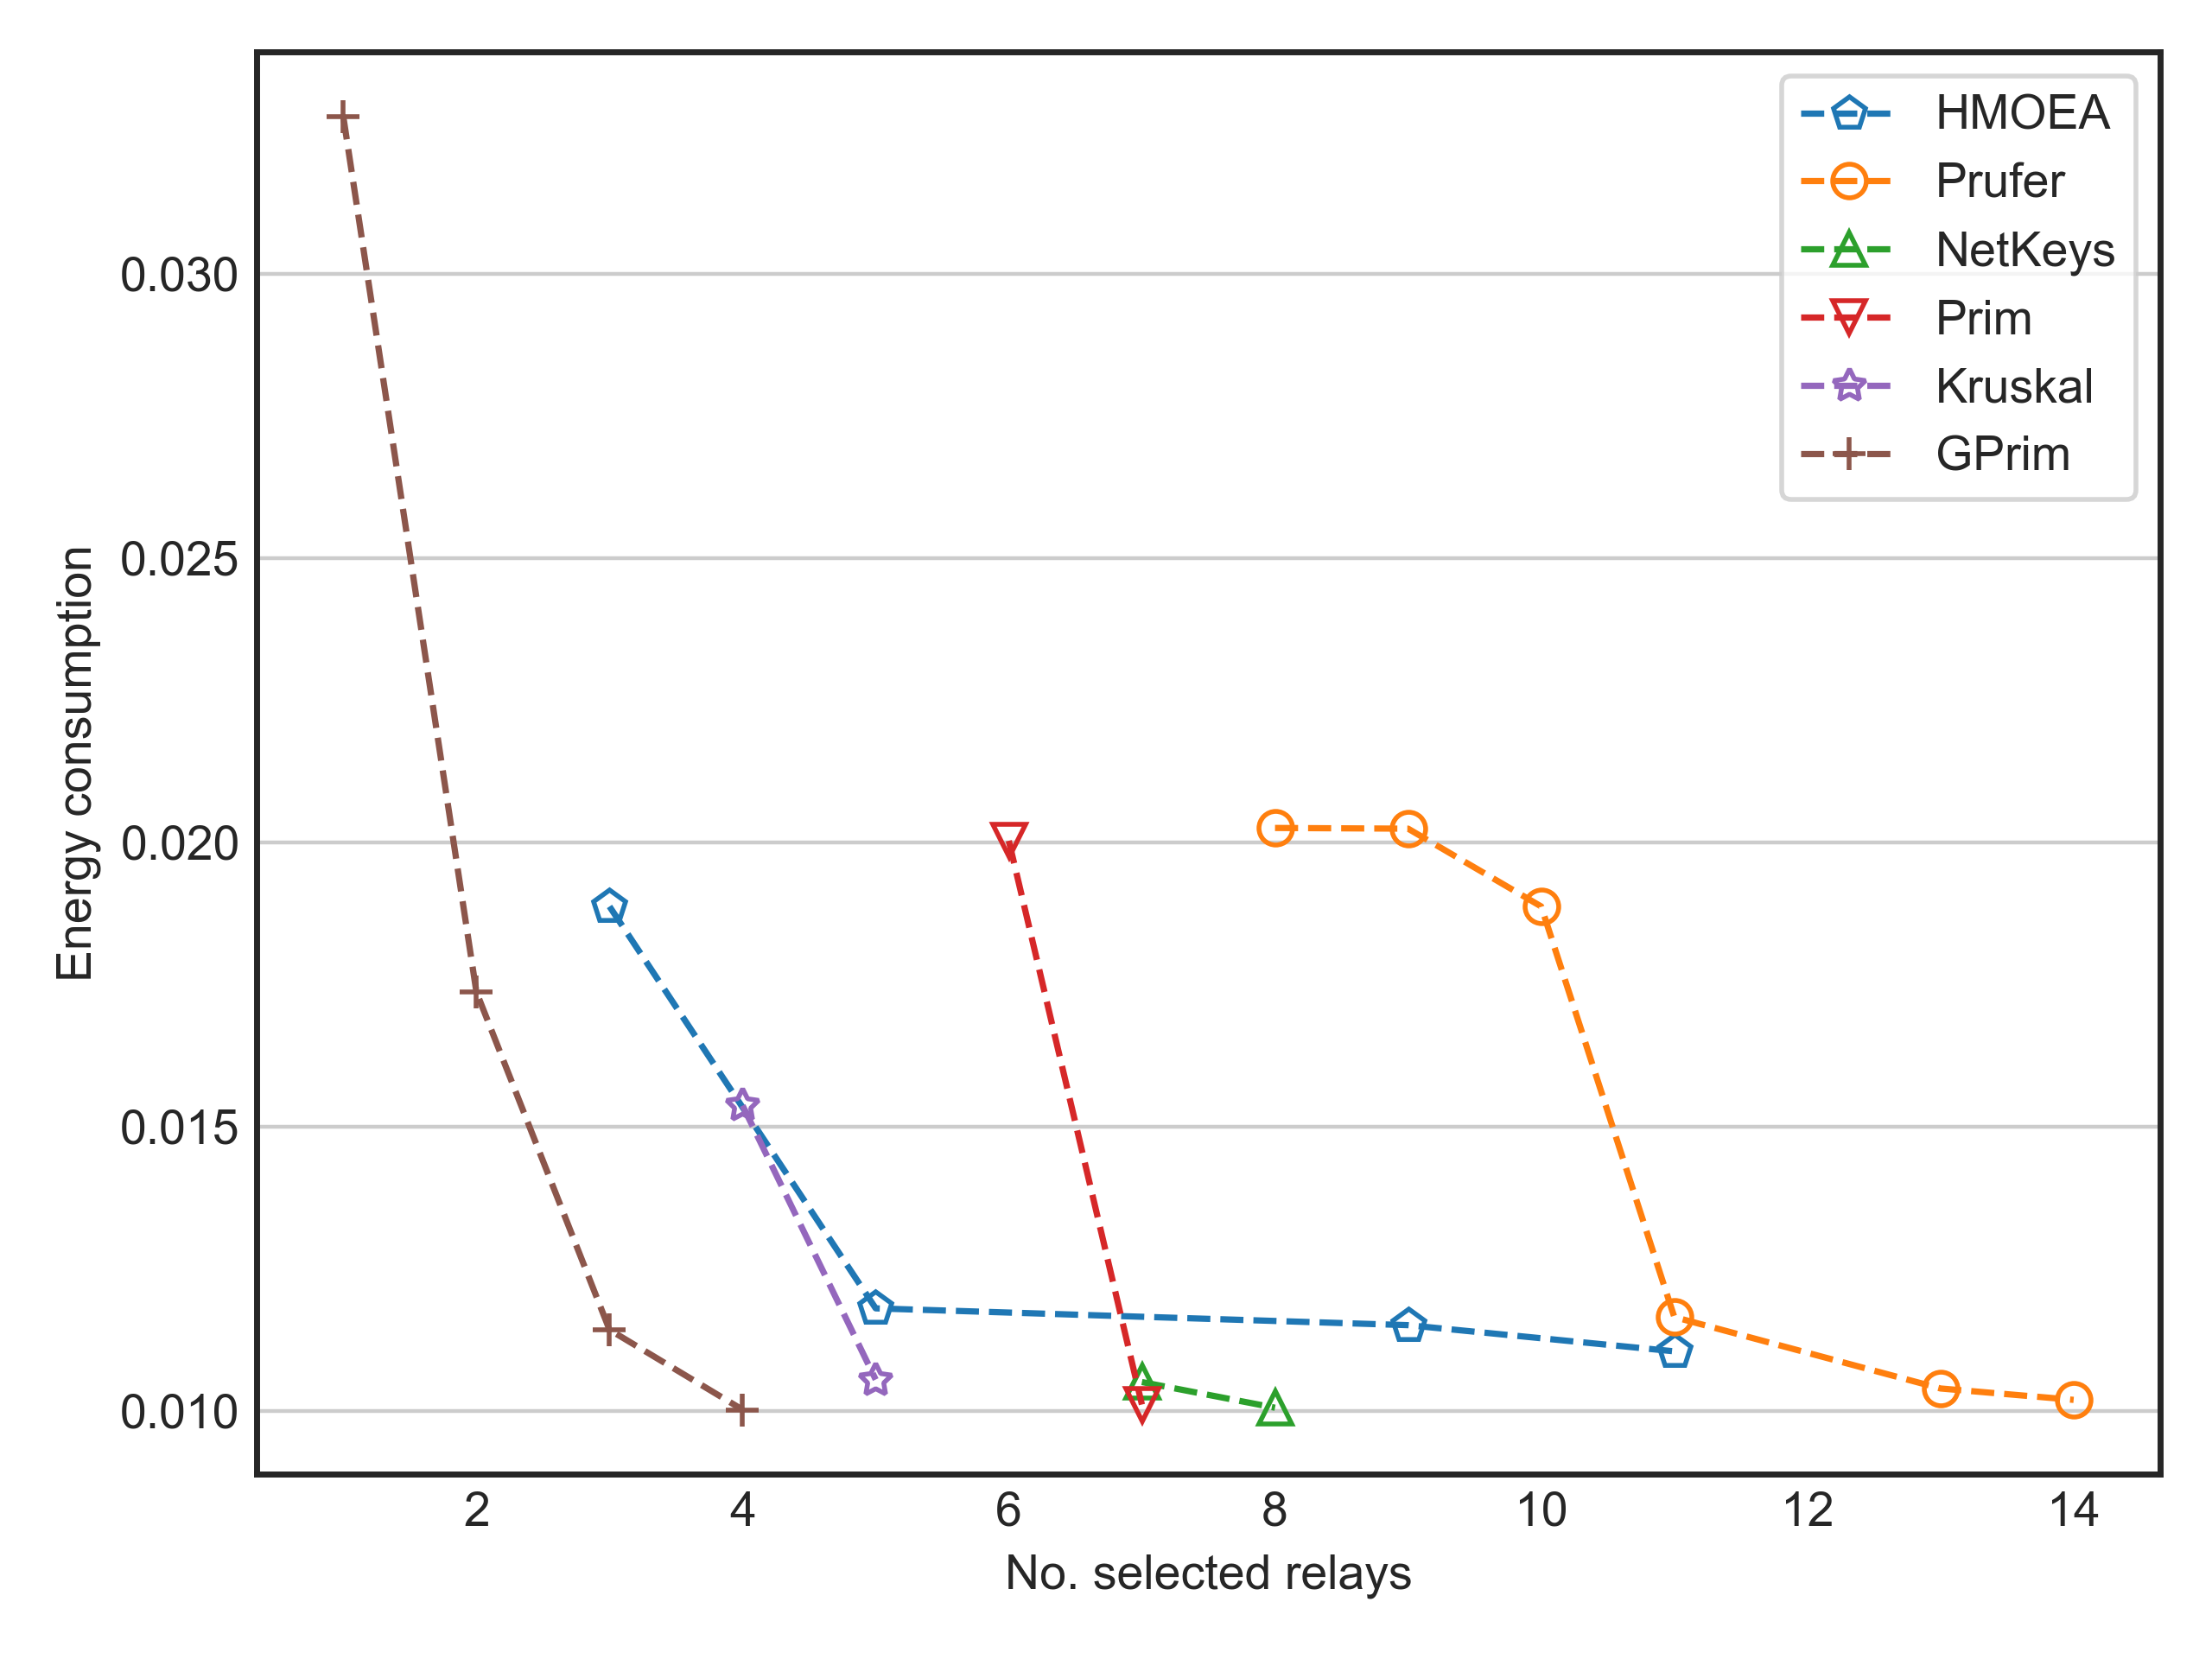 HMOEA
Prufer
NetKeys
Prim
Kruskal
GPrim
Energy consumption
0.030
0.025
0.020
0.015
0.010
2 4 6 8 10 12 14
No. selected relays